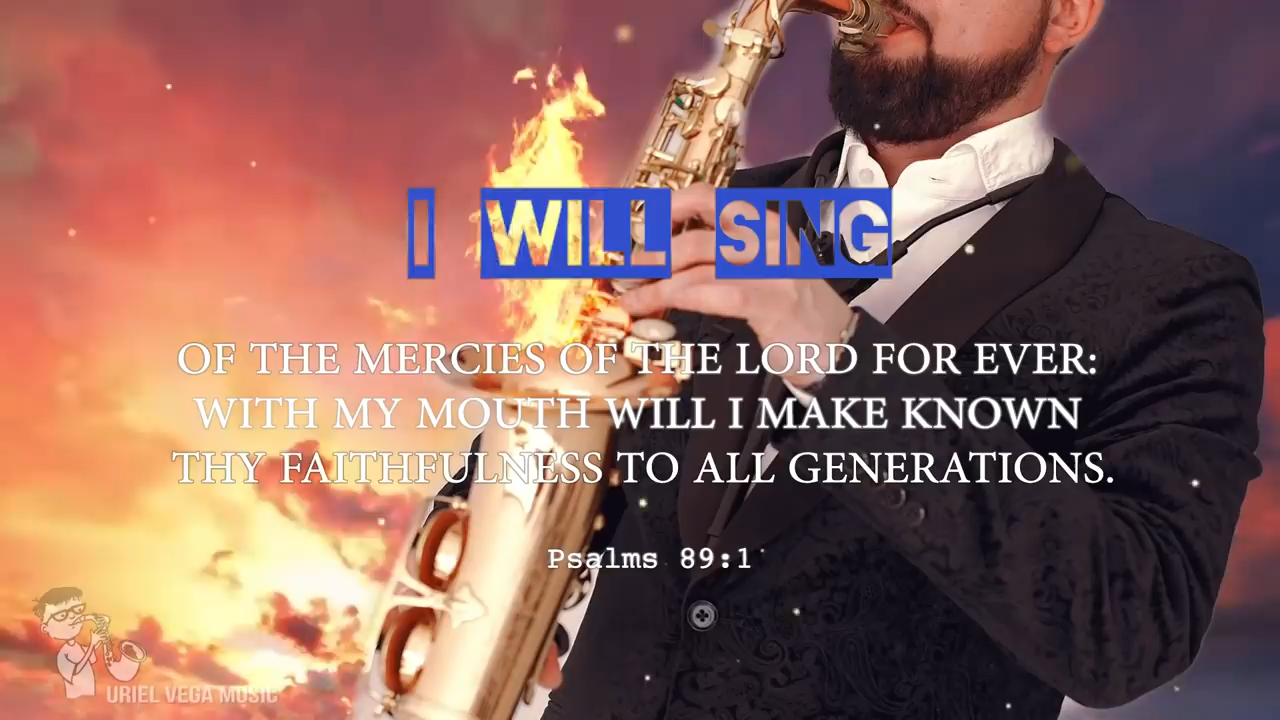 I WILL SING
OF THE MERCIES OF THE LORD FOR EVER:
WITH MY MOUTH WILL I MAKE KNOWN
THY FAITHFULNESS TO ALL GENERATIONS.
Psalms 89:1
URIEL VEGA MUSIC